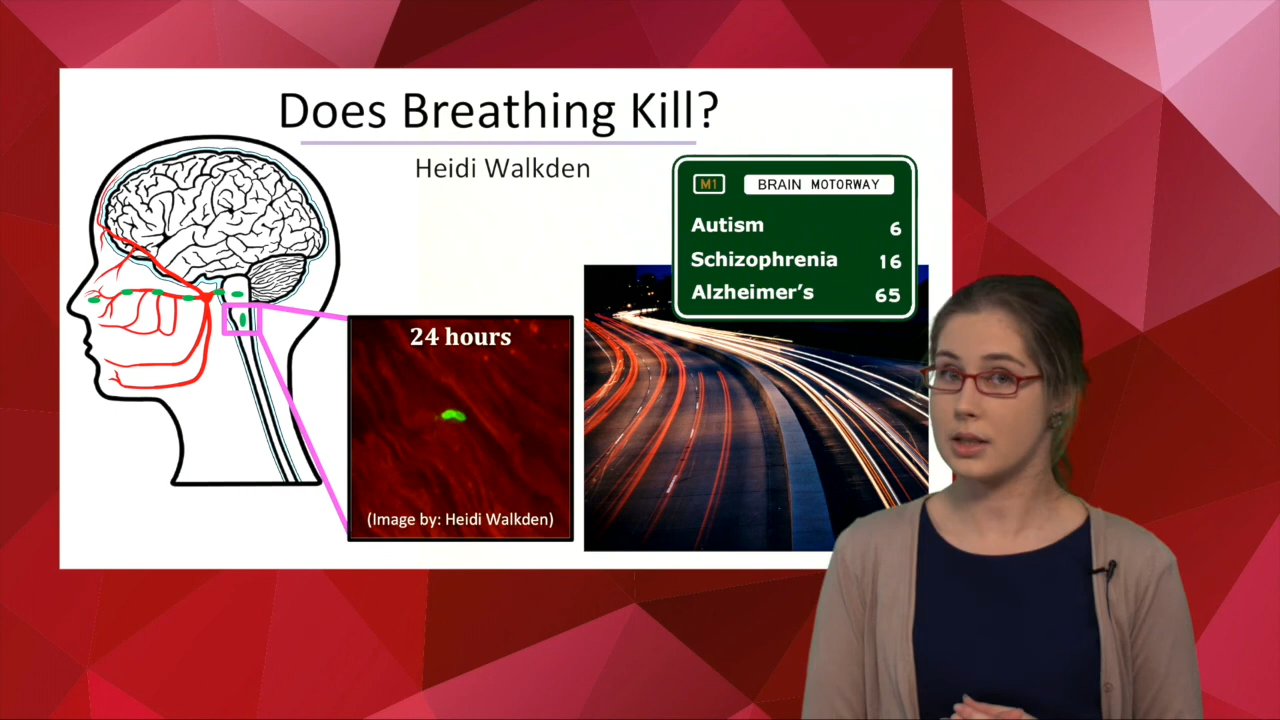 Does Breathing Kill?
Heidi Walkden
M1 BRAIN MOTORWAY
Autism 6
Schizophrenia 16
Alzheimer's 65
24 hours
(Image by: Heidi Walkden)